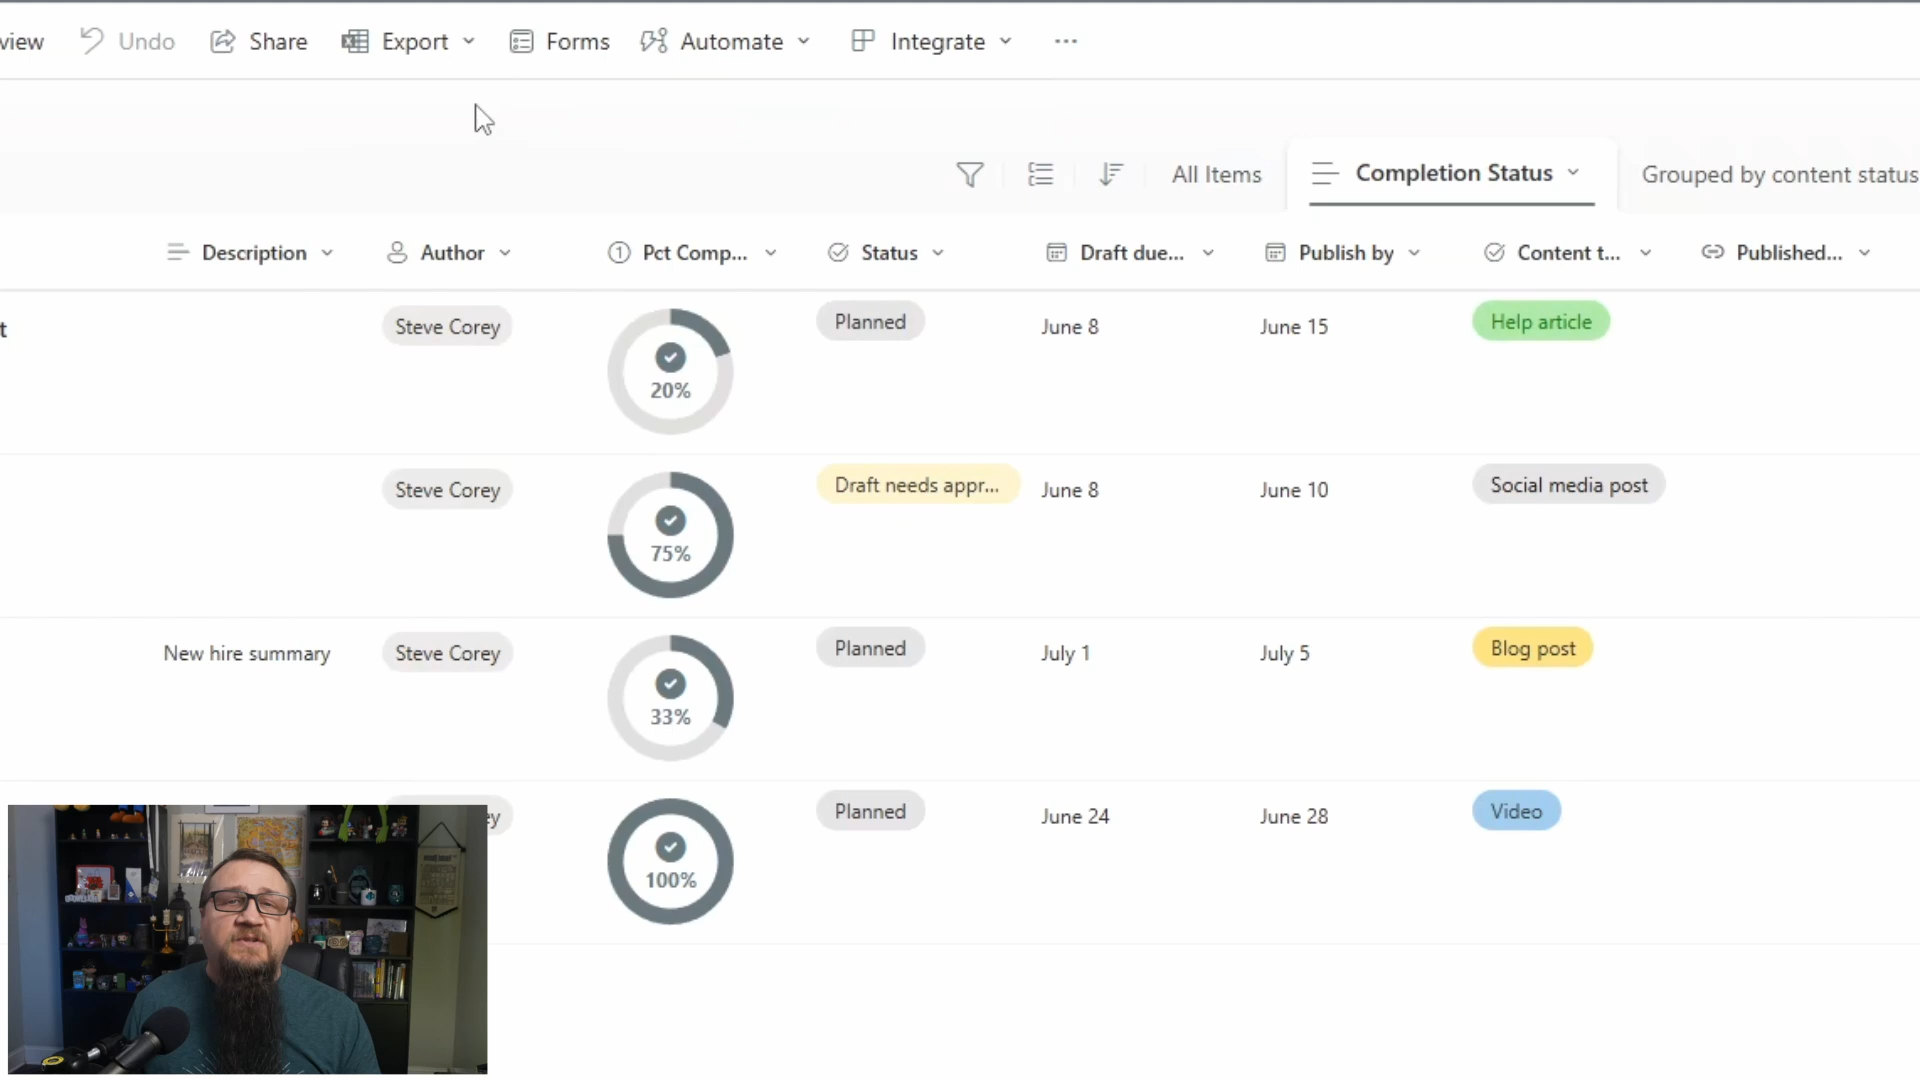 view Undo Share Export Forms Automate Integrate ...
All Items Completion Status Grouped by content status
Description Author Pct Comp... Status Draft due... Publish by Content t... Published...
t Steve Corey 20% Planned June 8 June 15 Help article
Steve Corey 75% Draft needs appr... June 8 June 10 Social media post
New hire summary Steve Corey 33% Planned July 1 July 5 Blog post
ey 100% Planned June 24 June 28 Video